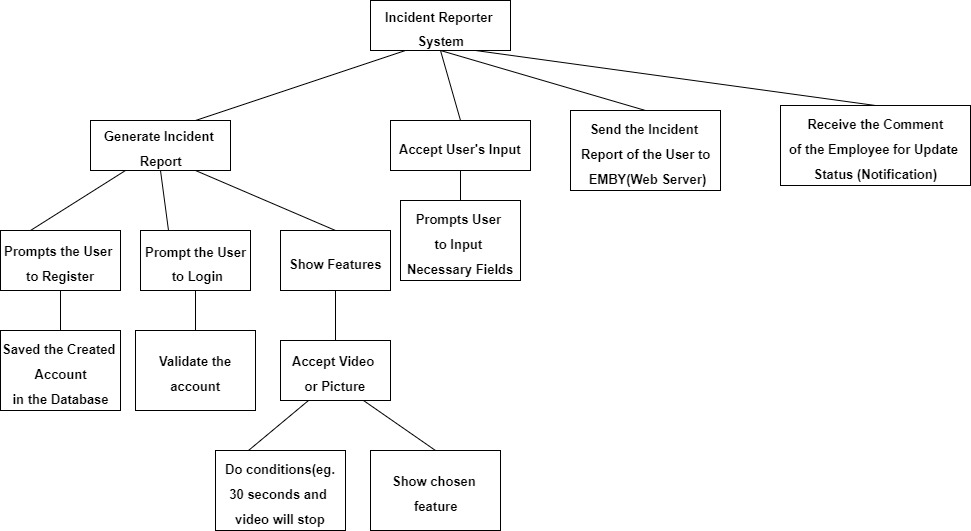 Incident Reporter
System
Generate Incident
Report
Accept User's Input
Send the Incident
Report of the User to
EMBY(Web Server)
Receive the Comment
of the Employee for Update
Status (Notification)
Prompts the User
to Register
Prompt the User
to Login
Show Features
Prompts User
to Input
Necessary Fields
Saved the Created
Account
in the Database
Validate the
account
Accept Video
or Picture
Do conditions(eg.
30 seconds and
video will stop
Show chosen
feature